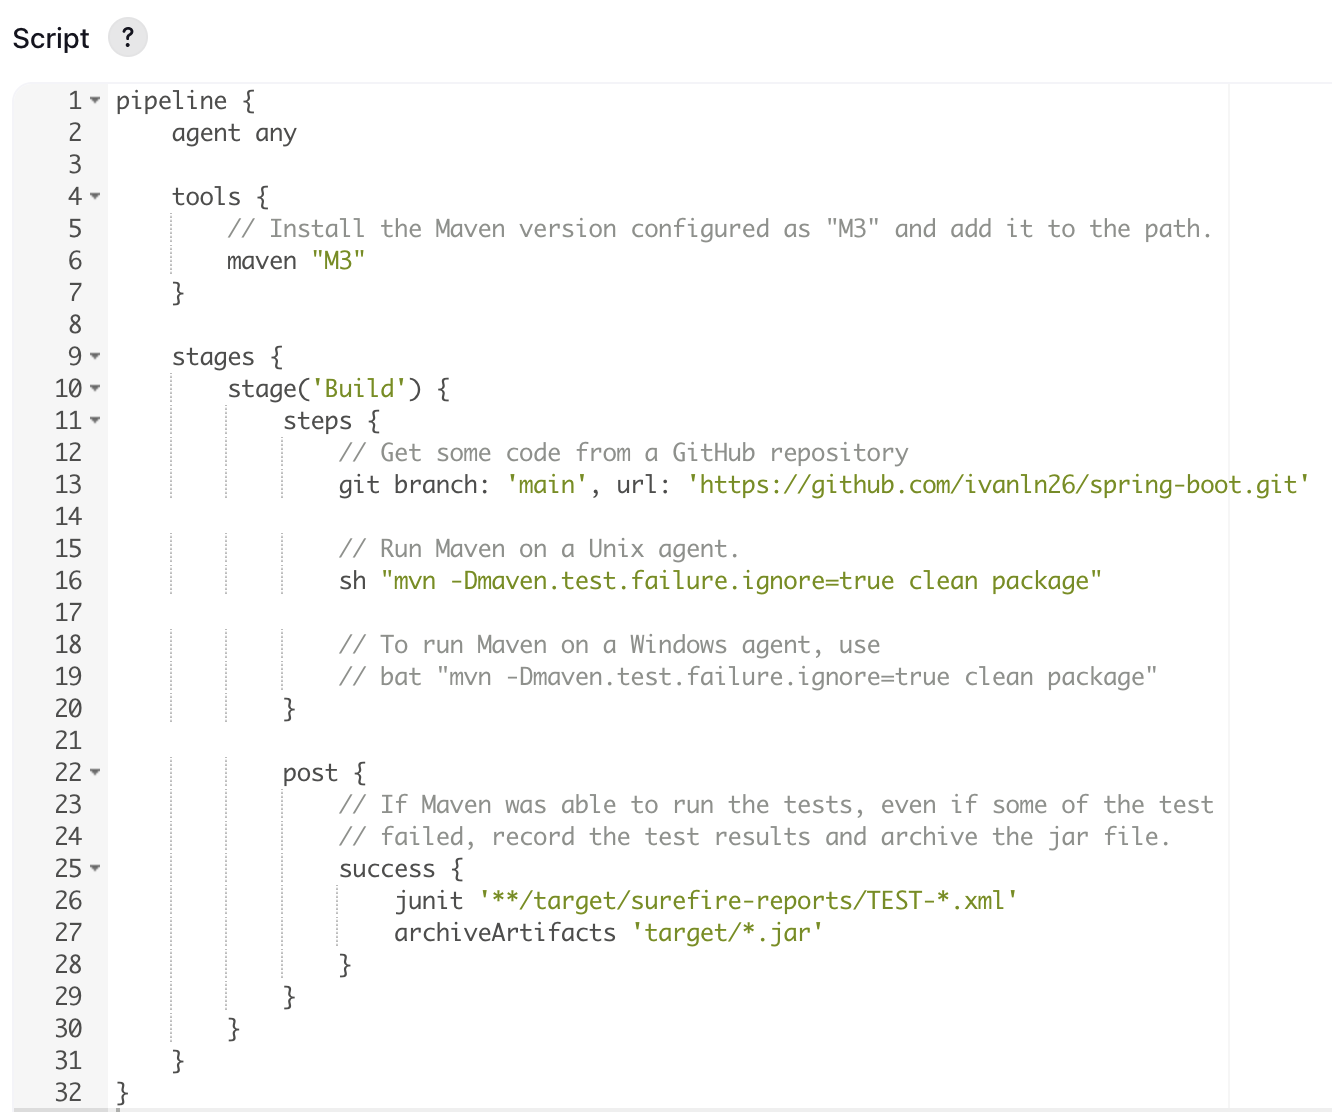 Script ?
1 pipeline {
2     agent any
3
4     tools {
5         // Install the Maven version configured as "M3" and add it to the path.
6         maven "M3"
7     }
8
9     stages {
10         stage('Build') {
11             steps {
12                 // Get some code from a GitHub repository
13                 git branch: 'main', url: 'https://github.com/ivanln26/spring-boot.git'
14
15                 // Run Maven on a Unix agent.
16                 sh "mvn -Dmaven.test.failure.ignore=true clean package"
17
18                 // To run Maven on a Windows agent, use
19                 // bat "mvn -Dmaven.test.failure.ignore=true clean package"
20             }
21
22             post {
23                 // If Maven was able to run the tests, even if some of the test
24                 // failed, record the test results and archive the jar file.
25                 success {
26                     junit '**/target/surefire-reports/TEST-*.xml'
27                     archiveArtifacts 'target/*.jar'
28                 }
29             }
30         }
31     }
32 }